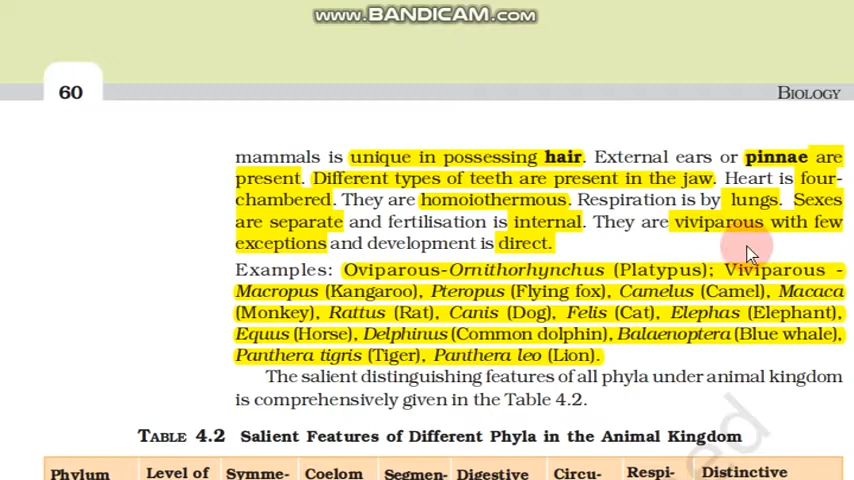 www.BANDICAM.com
60
BIOLOGY
mammals is unique in possessing hair. External ears or pinnae are
present. Different types of teeth are present in the jaw. Heart is four-
chambered. They are homoiothermous. Respiration is by lungs. Sexes
are separate and fertilisation is internal. They are viviparous with few
exceptions and development is direct.
Examples: Oviparous-Ornithorhynchus (Platypus); Viviparous -
Macropus (Kangaroo), Pteropus (Flying fox), Camelus (Camel), Macaca
(Monkey), Rattus (Rat), Canis (Dog), Felis (Cat), Elephas (Elephant),
Equus (Horse), Delphinus (Common dolphin), Balaenoptera (Blue whale),
Panthera tigris (Tiger), Panthera leo (Lion).
The salient distinguishing features of all phyla under animal kingdom
is comprehensively given in the Table 4.2.
TABLE 4.2 Salient Features of Different Phyla in the Animal Kingdom
Phylum Level of Symme- Coelom Segmen- Digestive Circu- Respi- Distinctive